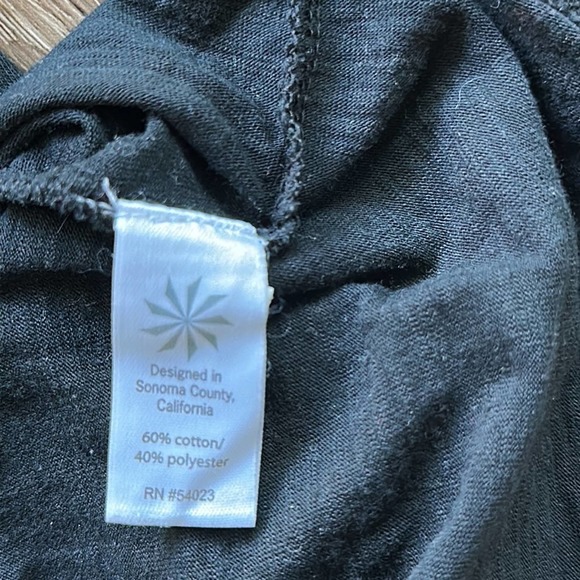 Designed in
Sonoma County,
California
60% cotton/
40% polyester
RN #54023